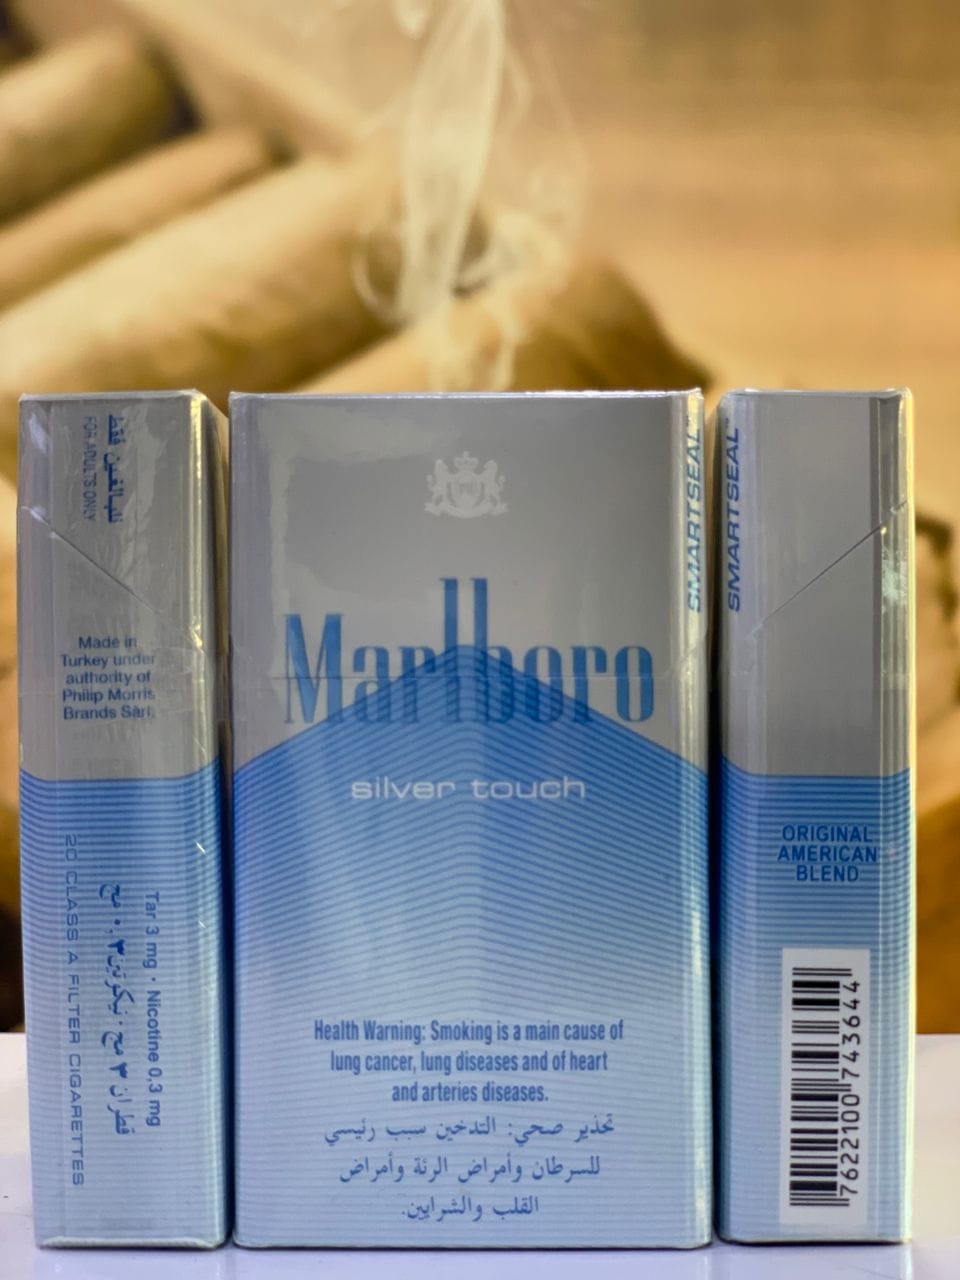 للبالغين فقط
FOR ADULTS ONLY
Made in
Turkey under
authority of
Philip Morris
Brands Sàrl.
Tar 3 mg · Nicotine 0,3 mg
قطران ٣ مج · نيكوتين ٠,٣ مج
20 CLASS A FILTER CIGARETTES
SMARTSEAL™
Marlboro
silver touch
Health Warning: Smoking is a main cause of
lung cancer, lung diseases and of heart
and arteries diseases.
تحذير صحي: التدخين سبب رئيسي
للسرطان وأمراض الرئة وأمراض
القلب والشرايين.
SMARTSEAL™
ORIGINAL
AMERICAN
BLEND
7622100743644